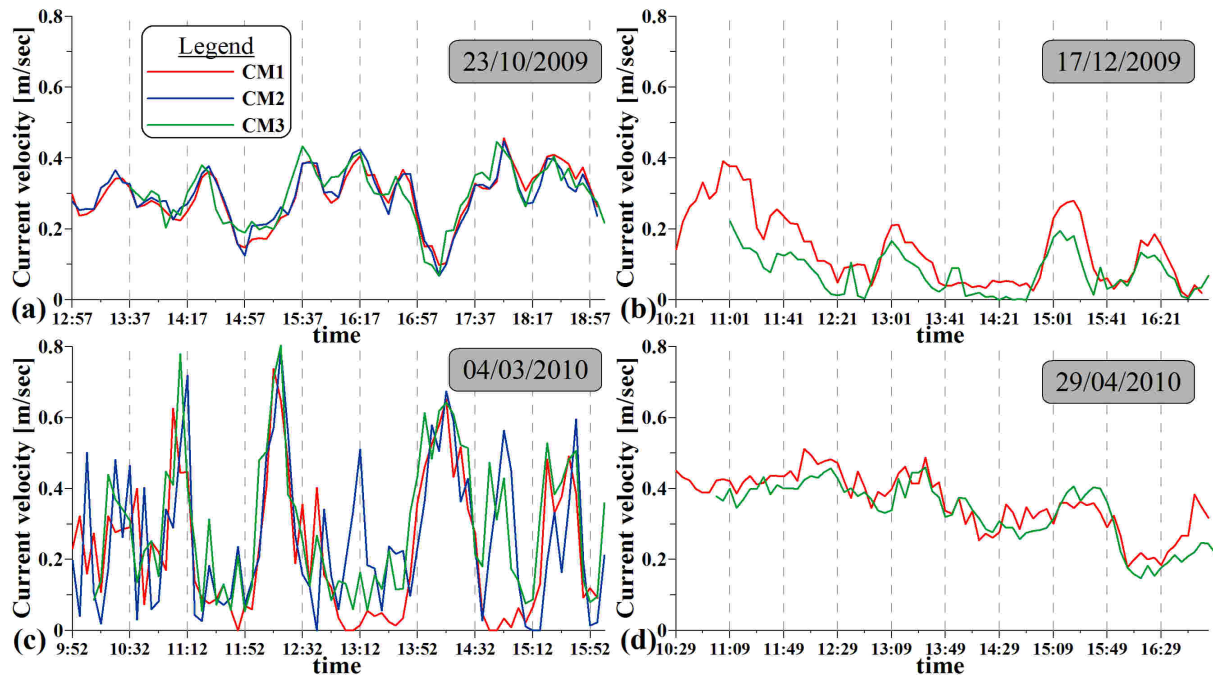 0.8
0.6
0.4
0.2
0
Current velocity [m/sec]
Legend
CM1
CM2
CM3
23/10/2009
(a)
12:57 13:37 14:17 14:57 15:37 16:17 16:57 17:37 18:17 18:57
time
0.8
0.6
0.4
0.2
0
Current velocity [m/sec]
17/12/2009
(b)
10:21 11:01 11:41 12:21 13:01 13:41 14:21 15:01 15:41 16:21
time
0.8
0.6
0.4
0.2
0
Current velocity [m/sec]
04/03/2010
(c)
9:52 10:32 11:12 11:52 12:32 13:12 13:52 14:32 15:12 15:52
time
0.8
0.6
0.4
0.2
0
Current velocity [m/sec]
29/04/2010
(d)
10:29 11:09 11:49 12:29 13:09 13:49 14:29 15:09 15:49 16:29
time